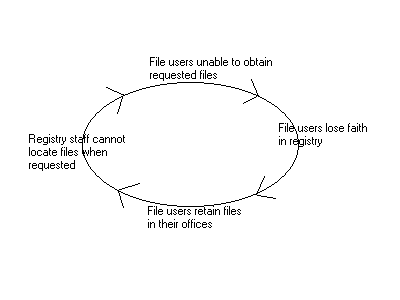 File users unable to obtain
requested files
File users lose faith
in registry
File users retain files
in their offices
Registry staff cannot
locate files when
requested